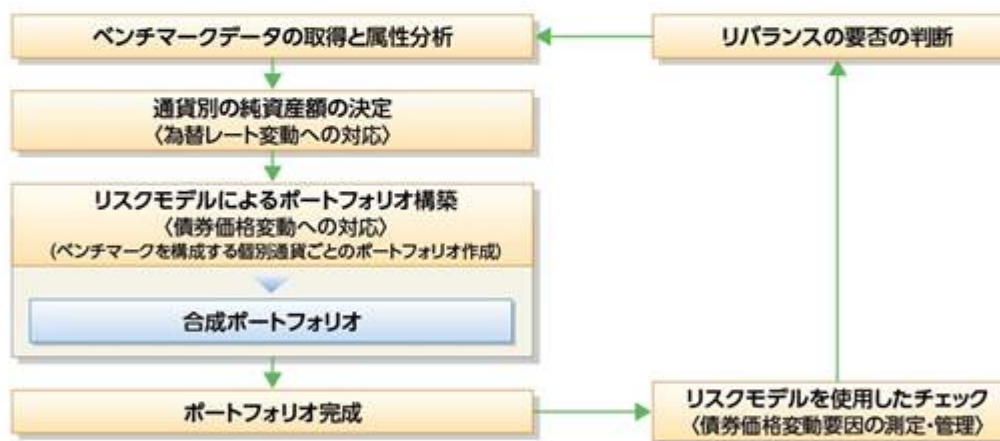 ベンチマークデータの取得と属性分析
リバランスの要否の判断
通貨別の純資産額の決定
〈為替レート変動への対応〉
リスクモデルによるポートフォリオ構築
〈債券価格変動への対応〉
(ベンチマークを構成する個別通貨ごとのポートフォリオ作成)
合成ポートフォリオ
ポートフォリオ完成
リスクモデルを使用したチェック
〈債券価格変動要因の測定・管理〉